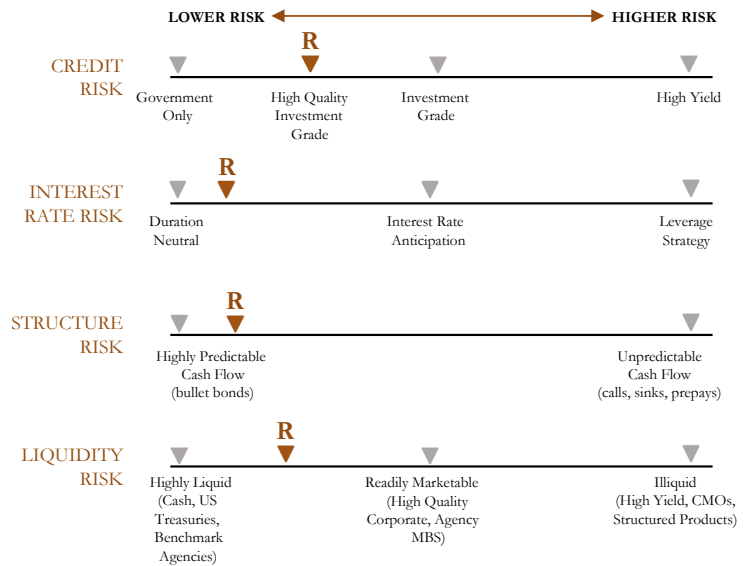 LOWER RISK
HIGHER RISK
R
CREDIT
RISK
Government
Only
High Quality
Investment
Grade
Investment
Grade
High Yield
R
INTEREST
RATE RISK
Duration
Neutral
Interest Rate
Anticipation
Leverage
Strategy
R
STRUCTURE
RISK
Highly Predictable
Cash Flow
(bullet bonds)
Unpredictable
Cash Flow
(calls, sinks, prepays)
R
LIQUIDITY
RISK
Highly Liquid
(Cash, US
Treasuries,
Benchmark
Agencies)
Readily Marketable
(High Quality
Corporate, Agency
MBS)
Illiquid
(High Yield, CMOs,
Structured Products)